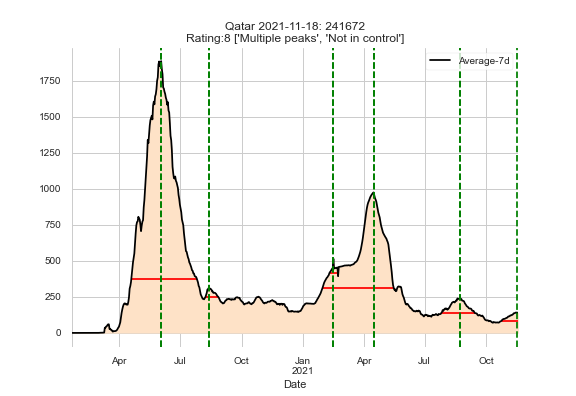 Qatar 2021-11-18: 241672
Rating:8 ['Multiple peaks', 'Not in control']
Average-7d
1750
1500
1250
1000
750
500
250
0
Apr Jul Oct Jan Apr Jul Oct
2021
Date